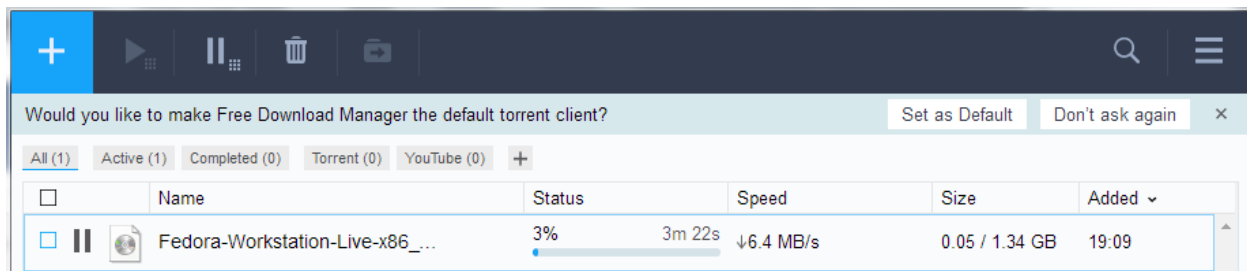 Would you like to make Free Download Manager the default torrent client? Set as Default Don't ask again
All (1) Active (1) Completed (0) Torrent (0) YouTube (0)
Name Status Speed Size Added
Fedora-Workstation-Live-x86_... 3% 3m 22s ↓6.4 MB/s 0.05 / 1.34 GB 19:09